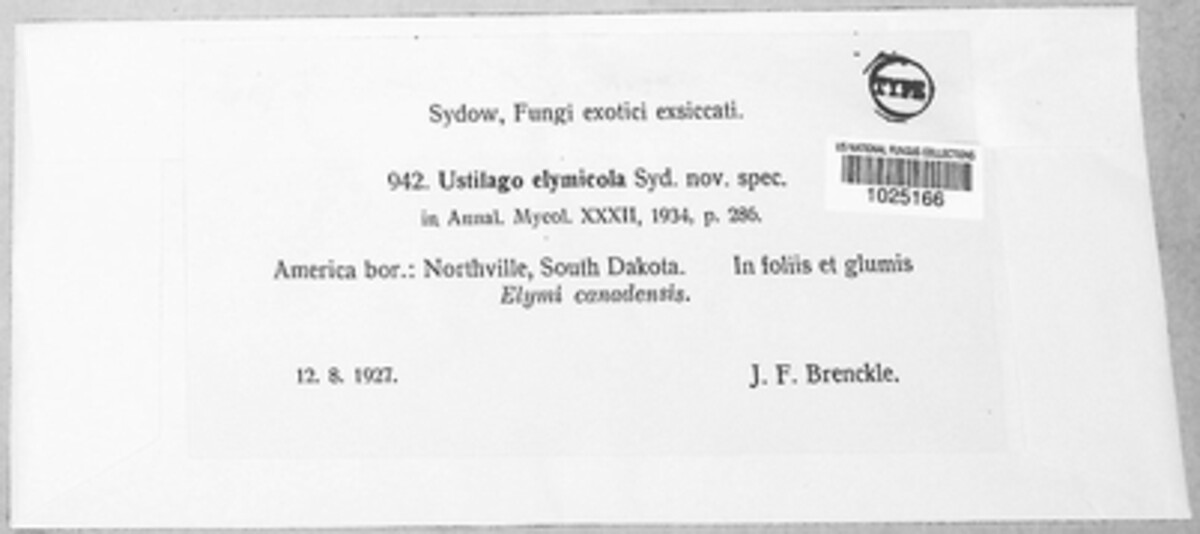 TYPE
Sydow, Fungi exotici exsiccati.
US NATIONAL FUNGUS COLLECTIONS
1025166
942. Ustilago elymicola Syd. nov. spec.
in Annal. Mycol. XXXII, 1934, p. 286.
America bor.: Northville, South Dakota. In foliis et glumis
Elymi canadensis.
12. 8. 1927. J. F. Brenckle.